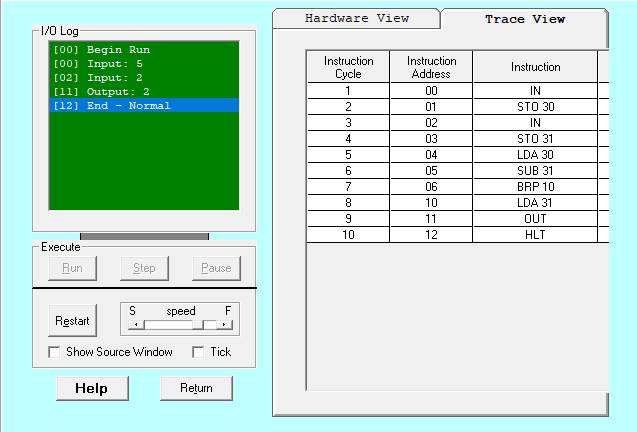 Hardware View
Trace View
I/O Log
[00] Begin Run
[00] Input: 5
[02] Input: 2
[11] Output: 2
[12] End - Normal
Execute
Run Step Pause
Restart
S speed F
Show Source Window Tick
Help Return
Instruction Cycle Instruction Address Instruction
1 00 IN
2 01 STO 30
3 02 IN
4 03 STO 31
5 04 LDA 30
6 05 SUB 31
7 06 BRP 10
8 10 LDA 31
9 11 OUT
10 12 HLT